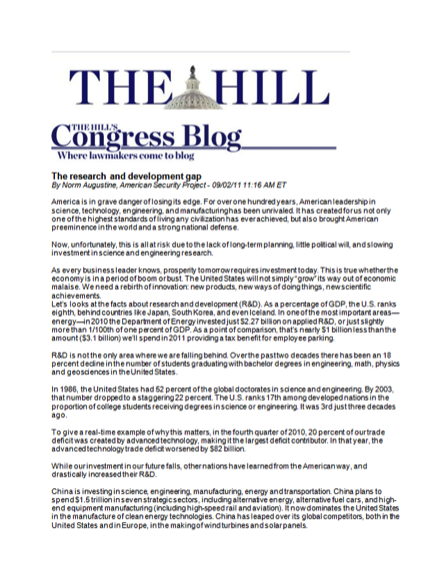 THE HILL
THE HILL'S
Congress Blog
Where lawmakers come to blog
The research and development gap
By Norm Augustine, American Security Project - 09/02/11 11:16 AM ET
America is in grave danger of losing its edge. For over one hundred years, American leadership in
science, technology, engineering, and manufacturing has been unrivaled. It has created for us not only
one of the highest standards of living any civilization has ever achieved, but also brought American
preeminence in the world and a strong national defense.
Now, unfortunately, this is all at risk due to the lack of long-term planning, little political will, and slowing
investment in science and engineering research.
As every business leader knows, prosperity tomorrow requires investment today. This is true whether the
economy is in a period of boom or bust. The United States will not simply "grow" its way out of economic
malaise. We need a rebirth of innovation: new products, new ways of doing things, new scientific
achievements.
Let's looks at the facts about research and development (R&D). As a percentage of GDP, the U.S. ranks
eighth, behind countries like Japan, South Korea, and even Iceland. In one of the most important areas—
energy—in 2010 the Department of Energy invested just $2.27 billion on applied R&D, or just slightly
more than 1/100th of one percent of GDP. As a point of comparison, that's nearly $1 billion less than the
amount ($3.1 billion) we'll spend in 2011 providing a tax benefit for employee parking.
R&D is not the only area where we are falling behind. Over the past two decades there has been an 18
percent decline in the number of students graduating with bachelor degrees in engineering, math, physics
and geosciences in the United States.
In 1986, the United States had 52 percent of the global doctorates in science and engineering. By 2003,
that number dropped to a staggering 22 percent. The U.S. ranks 17th among developed nations in the
proportion of college students receiving degrees in science or engineering. It was 3rd just three decades
ago.
To give a real-time example of why this matters, in the fourth quarter of 2010, 20 percent of our trade
deficit was created by advanced technology, making it the largest deficit contributor. In that year, the
advanced technology trade deficit worsened by $82 billion.
While our investment in our future falls, other nations have learned from the American way, and
drastically increased their R&D.
China is investing in science, engineering, manufacturing, energy and transportation. China plans to
spend $1.5 trillion in seven strategic sectors, including alternative energy, alternative fuel cars, and high-
end equipment manufacturing (including high-speed rail and aviation). It now dominates the United States
in the manufacture of clean energy technologies. China has leaped over its global competitors, both in the
United States and in Europe, in the making of wind turbines and solar panels.